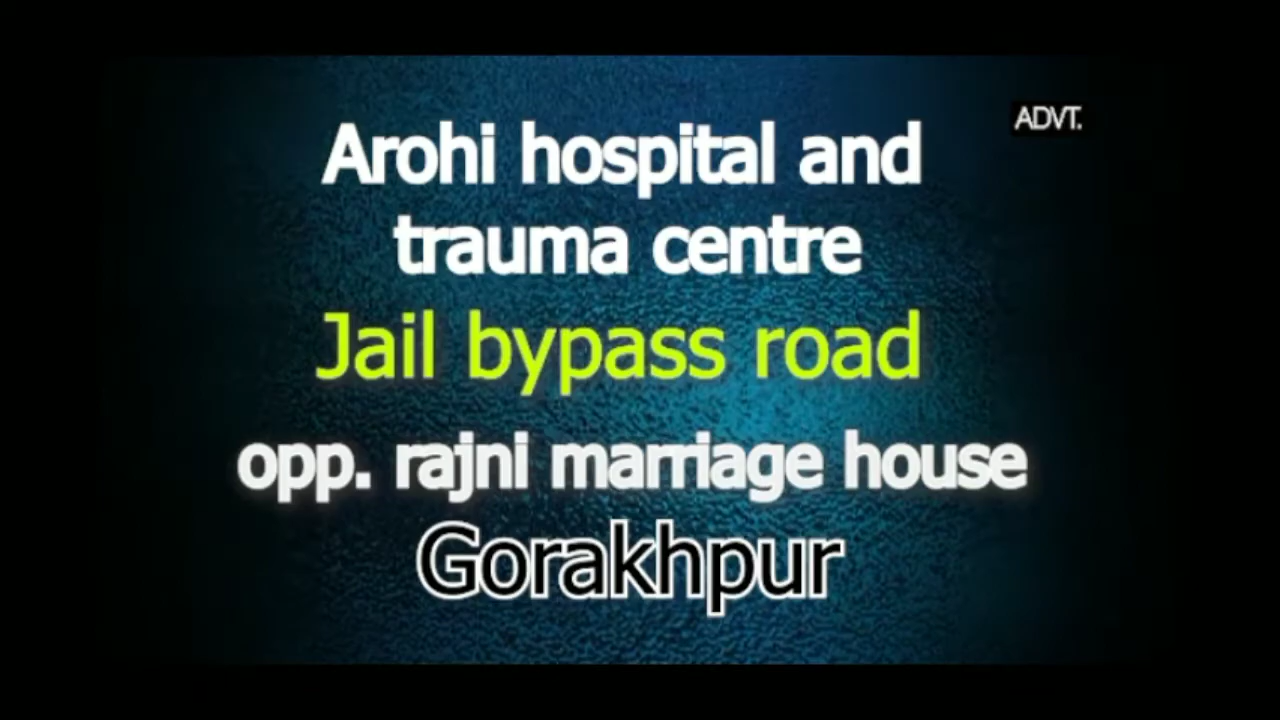 ADVT.
Arohi hospital and
trauma centre
Jail bypass road
opp. rajni marriage house
Gorakhpur